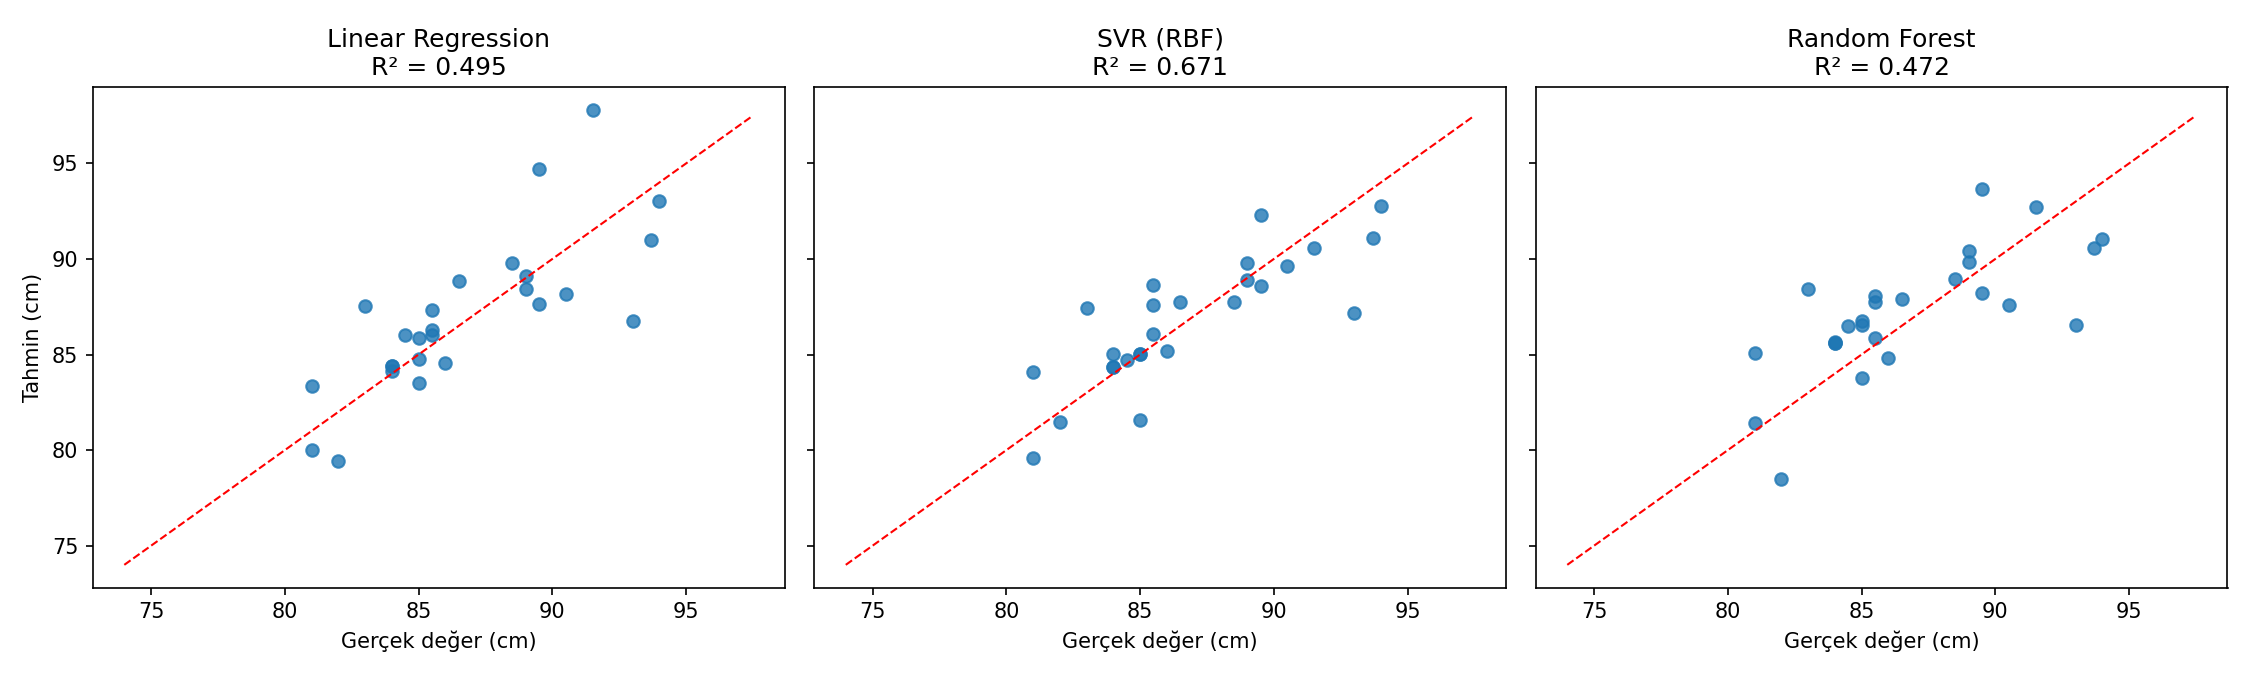 Linear Regression
R² = 0.495
SVR (RBF)
R² = 0.671
Random Forest
R² = 0.472
Tahmin (cm)
95
90
85
80
75
75 80 85 90 95
75 80 85 90 95
75 80 85 90 95
Gerçek değer (cm)
Gerçek değer (cm)
Gerçek değer (cm)